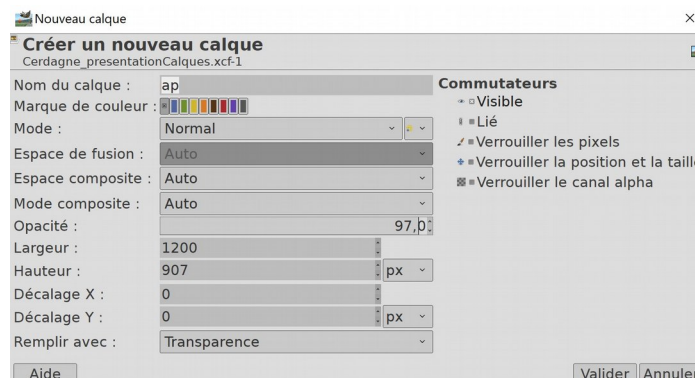 Nouveau calque
Créer un nouveau calque
Cerdagne_presentationCalques.xcf-1
Nom du calque : ap
Marque de couleur :
Mode : Normal
Espace de fusion : Auto
Espace composite : Auto
Mode composite : Auto
Opacité : 97,0
Largeur : 1200
Hauteur : 907 px
Décalage X : 0
Décalage Y : 0 px
Remplir avec : Transparence
Commutateurs
Visible
Lié
Verrouiller les pixels
Verrouiller la position et la taill
Verrouiller le canal alpha
Aide Valider Annuler